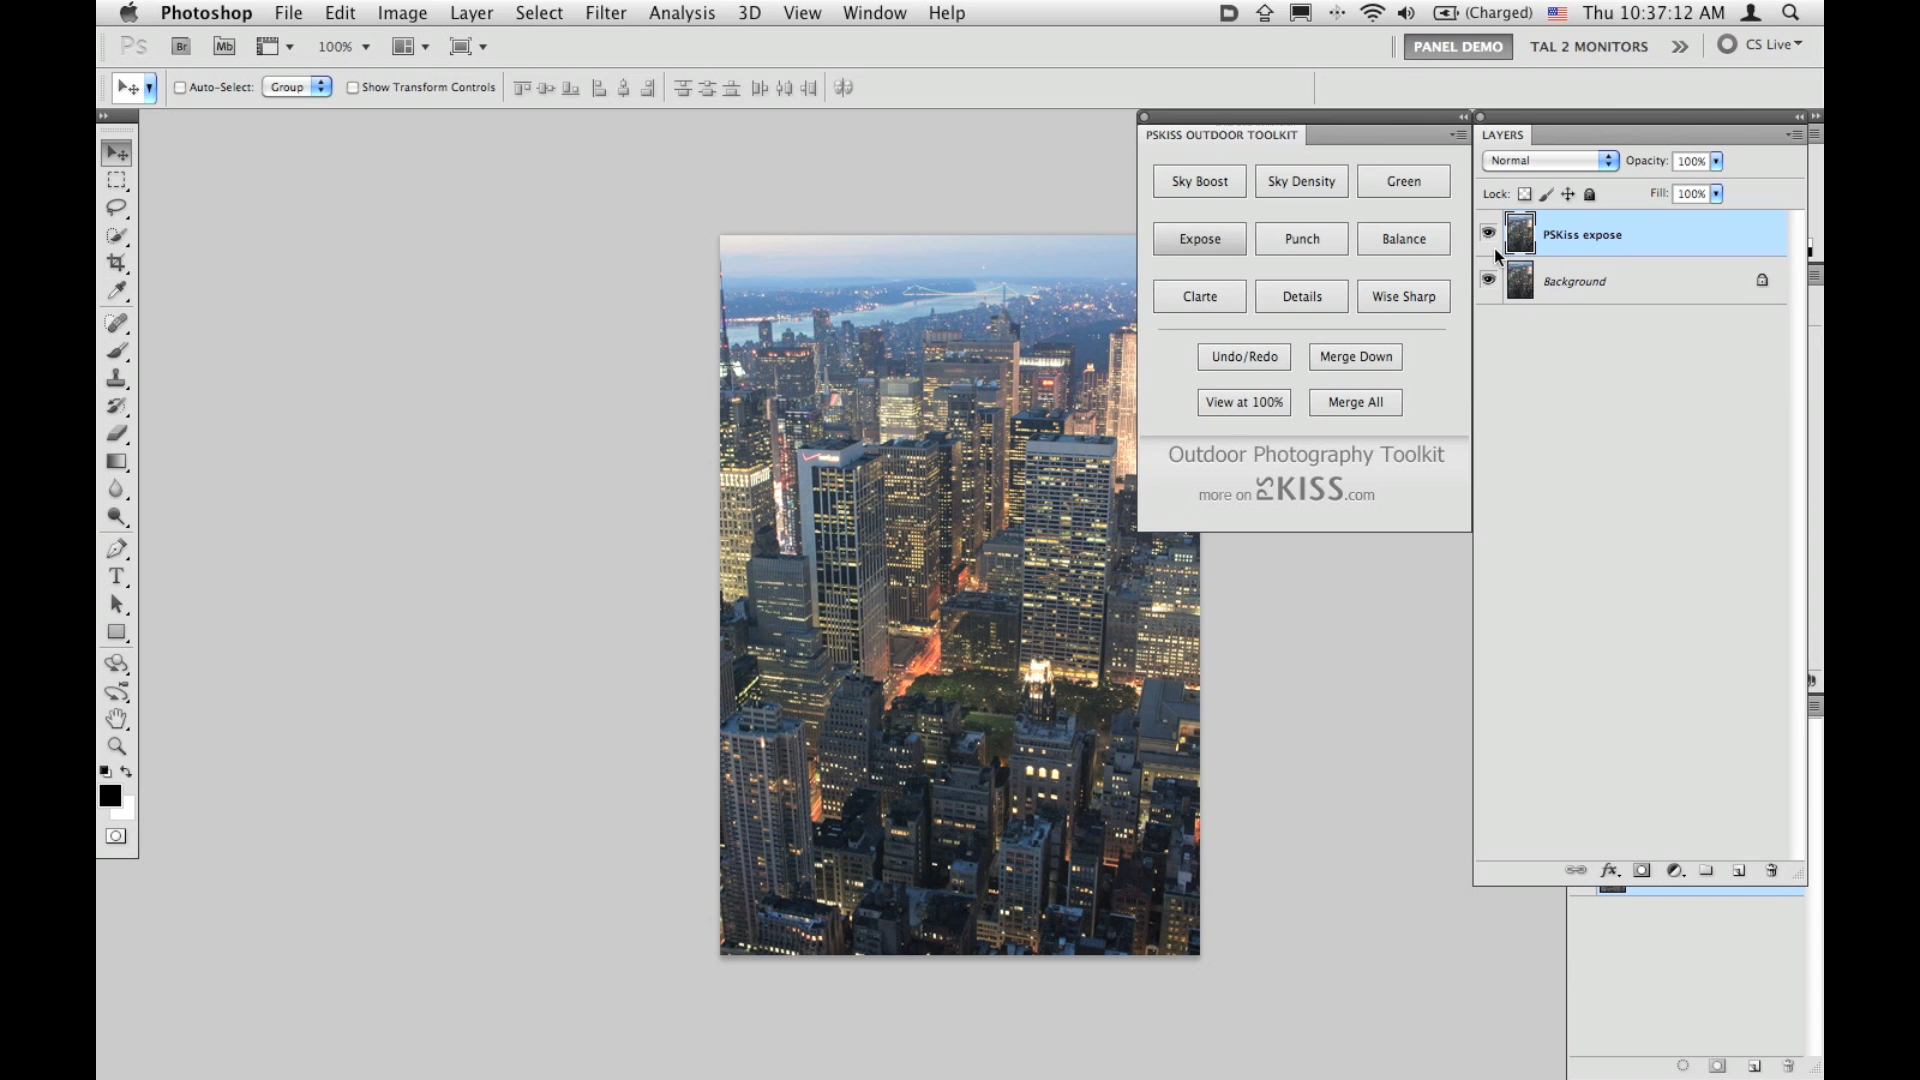 Photoshop File Edit Image Layer Select Filter Analysis 3D View Window Help (Charged) Thu 10:37:12 AM
Ps Br Mb 100% PANEL DEMO TAL 2 MONITORS CS Live
Auto-Select: Group Show Transform Controls
PSKISS OUTDOOR TOOLKIT
Sky Boost Sky Density Green
Expose Punch Balance
Clarte Details Wise Sharp
Undo/Redo Merge Down
View at 100% Merge All
Outdoor Photography Toolkit
more on PSKISS.com
LAYERS
Normal Opacity: 100%
Lock: Fill: 100%
PSKiss expose
Background